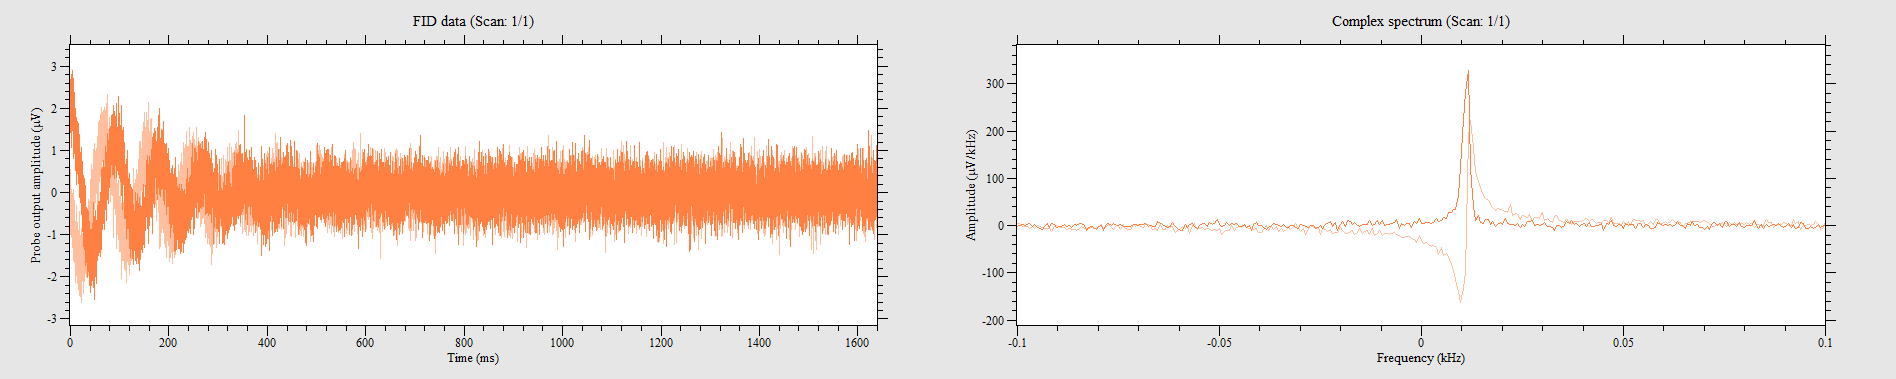 FID data (Scan: 1/1)
Probe output amplitude (µV)
3
2
1
0
-1
-2
-3
0 200 400 600 800 1000 1200 1400 1600
Time (ms)
Complex spectrum (Scan: 1/1)
Amplitude (µV/kHz)
300
200
100
0
-100
-200
-0.1 -0.05 0 0.05 0.1
Frequency (kHz)